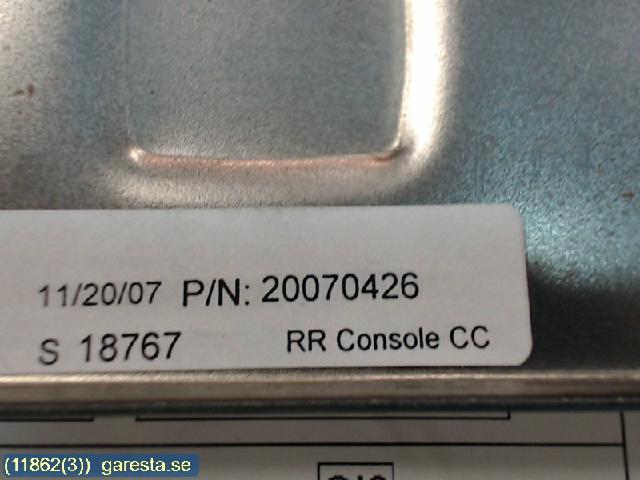 11/20/07 P/N: 20070426
S 18767 RR Console CC
(11862(3)) garesta.se